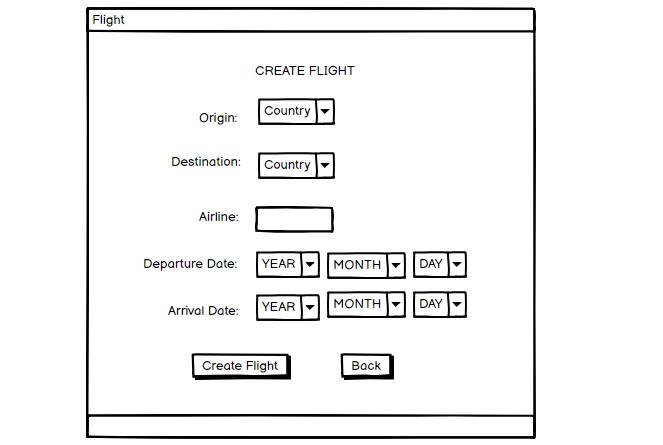 Flight
CREATE FLIGHT
Origin: Country
Destination: Country
Airline:
Departure Date: YEAR MONTH DAY
Arrival Date: YEAR MONTH DAY
Create Flight Back